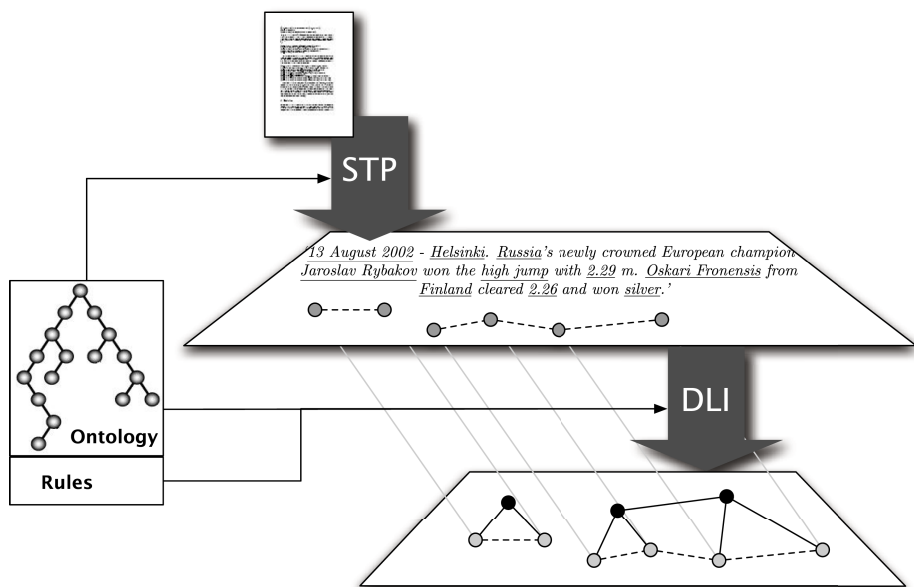 STP
'13 August 2002 - Helsinki. Russia's newly crowned European champion
Jaroslav Rybakov won the high jump with 2.29 m. Oskari Fronensis from
Finland cleared 2.26 and won silver.'
DLI
Ontology
Rules